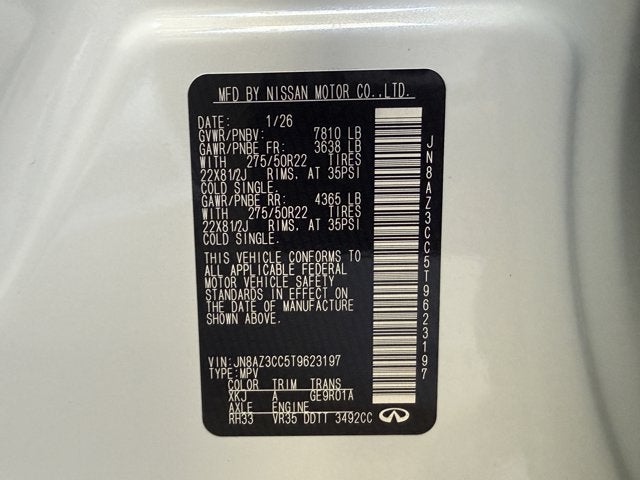 MFD BY NISSAN MOTOR CO.,LTD.
DATE: 1/26
GVWR/PNBV: 7810 LB
GAWR/PNBE FR: 3638 LB
WITH 275/50R22 TIRES
22X81/2J RIMS, AT 35PSI
COLD SINGLE.
GAWR/PNBE RR: 4365 LB
WITH 275/50R22 TIRES
22X81/2J RIMS, AT 35PSI
COLD SINGLE.
THIS VEHICLE CONFORMS TO
ALL APPLICABLE FEDERAL
MOTOR VEHICLE SAFETY
STANDARDS IN EFFECT ON
THE DATE OF MANUFACTURE
SHOWN ABOVE.
VIN:JN8AZ3CC5T9623197
TYPE:MPV
COLOR TRIM TRANS
XKJ A GE9R01A
AXLE ENGINE
RH33 VR35 DDTT 3492CC
JN8AZ3CC5T9623197